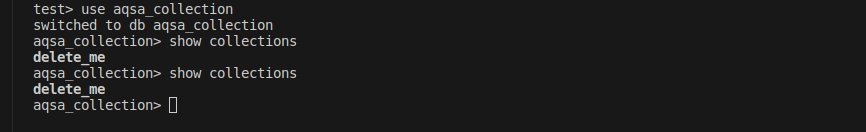 test> use aqsa_collection
switched to db aqsa_collection
aqsa_collection> show collections
delete_me
aqsa_collection> show collections
delete_me
aqsa_collection>